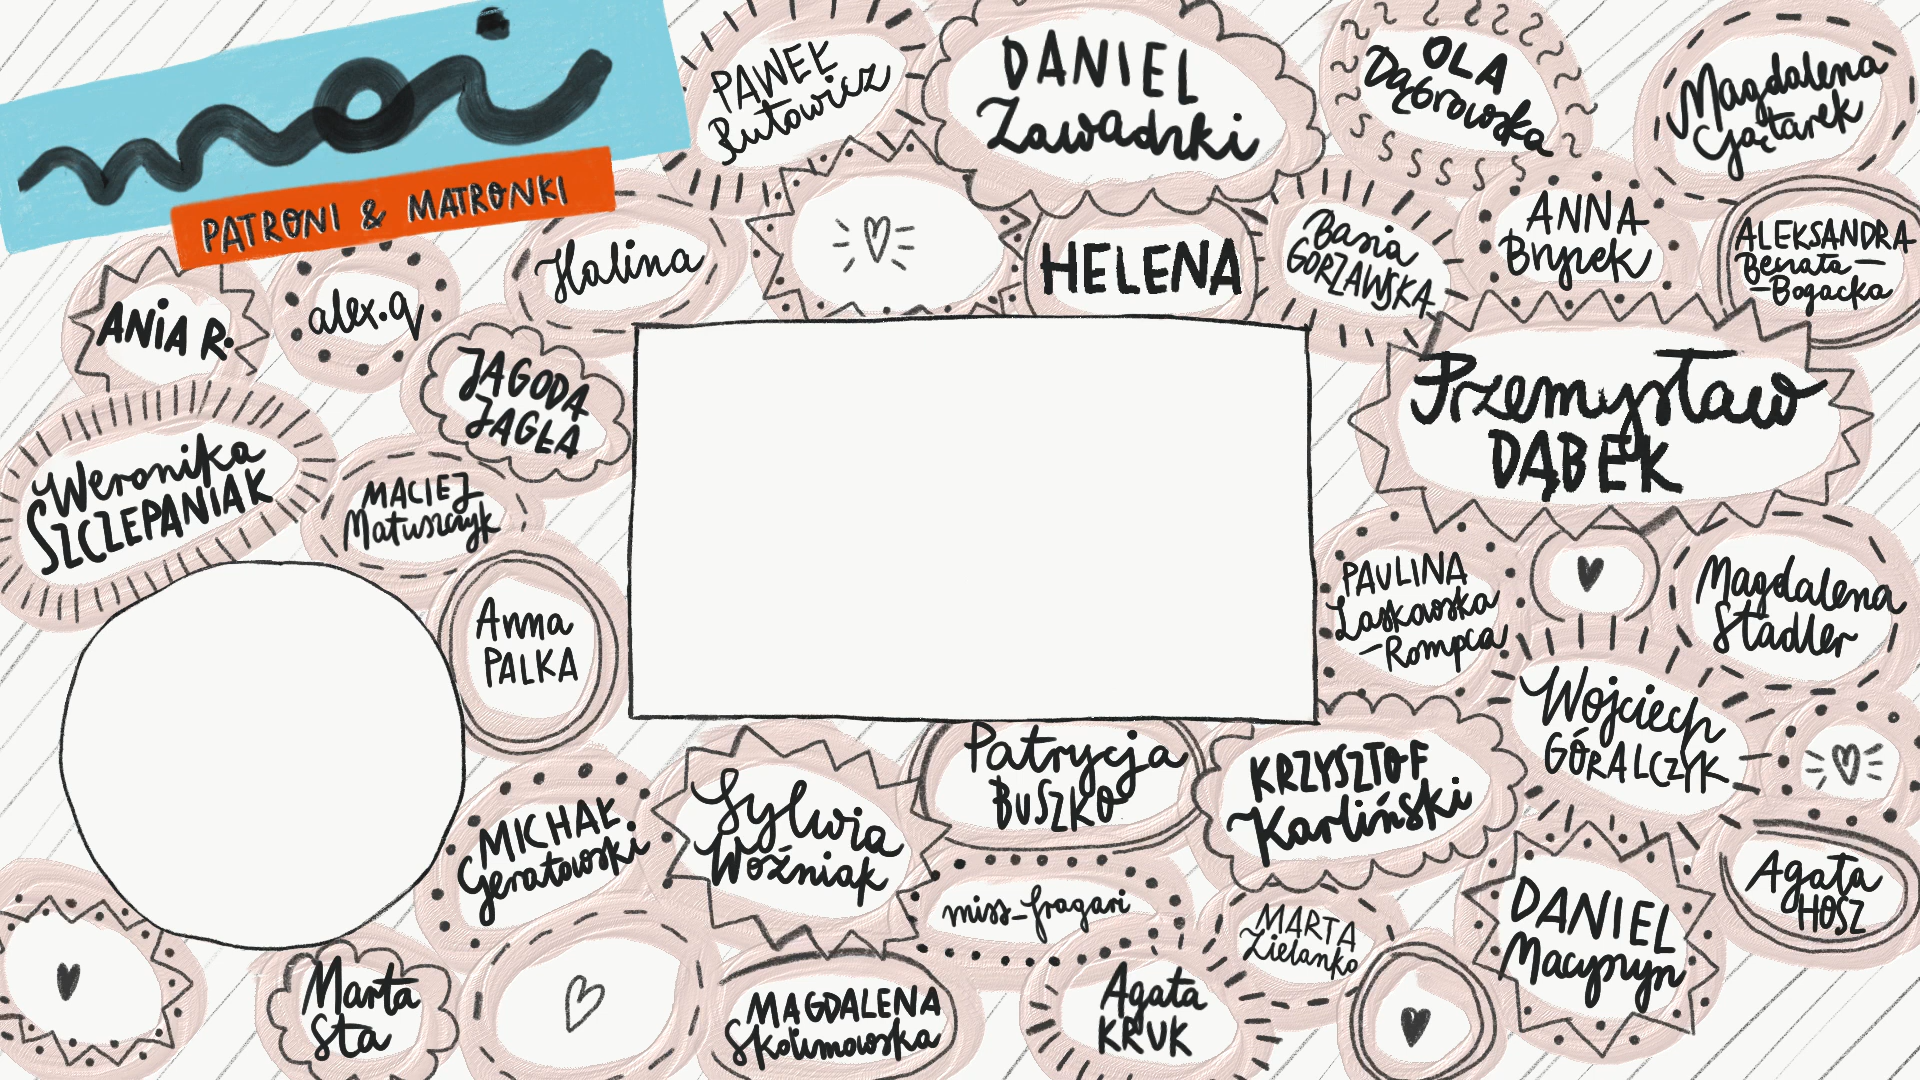 moi
PATRONI & MATRONKI
PAWEŁ
Rutowicz
DANIEL
Zawadzki
OLA
Dąbrowska
Magdalena
Gałtarek
Halina
HELENA
Basia
GORZAWSKA
ANNA
Brynek
ALEKSANDRA
Benata—
—Bogacka
ANIA R.
alex.q
JAGODA
JAGŁA
Przemysław
DĄBEK
Weronika
SZCZEPANIAK
MACIEJ
Matuszczyk
Anna
PALKA
PAULINA
Laskowska
—Rompca
Magdalena
Stadler
Wojciech
GÓRALCZYK
MICHAŁ
Geratowski
Sylwia
Woźniak
Patrycja
BUSZKO
KRZYSZTOF
Karliński
miss_fragari
MARTA
Zielanko
DANIEL
Macyszyn
Agata
HOSZ
Marta
Sta
MAGDALENA
Skolimowska
Agata
KRUK